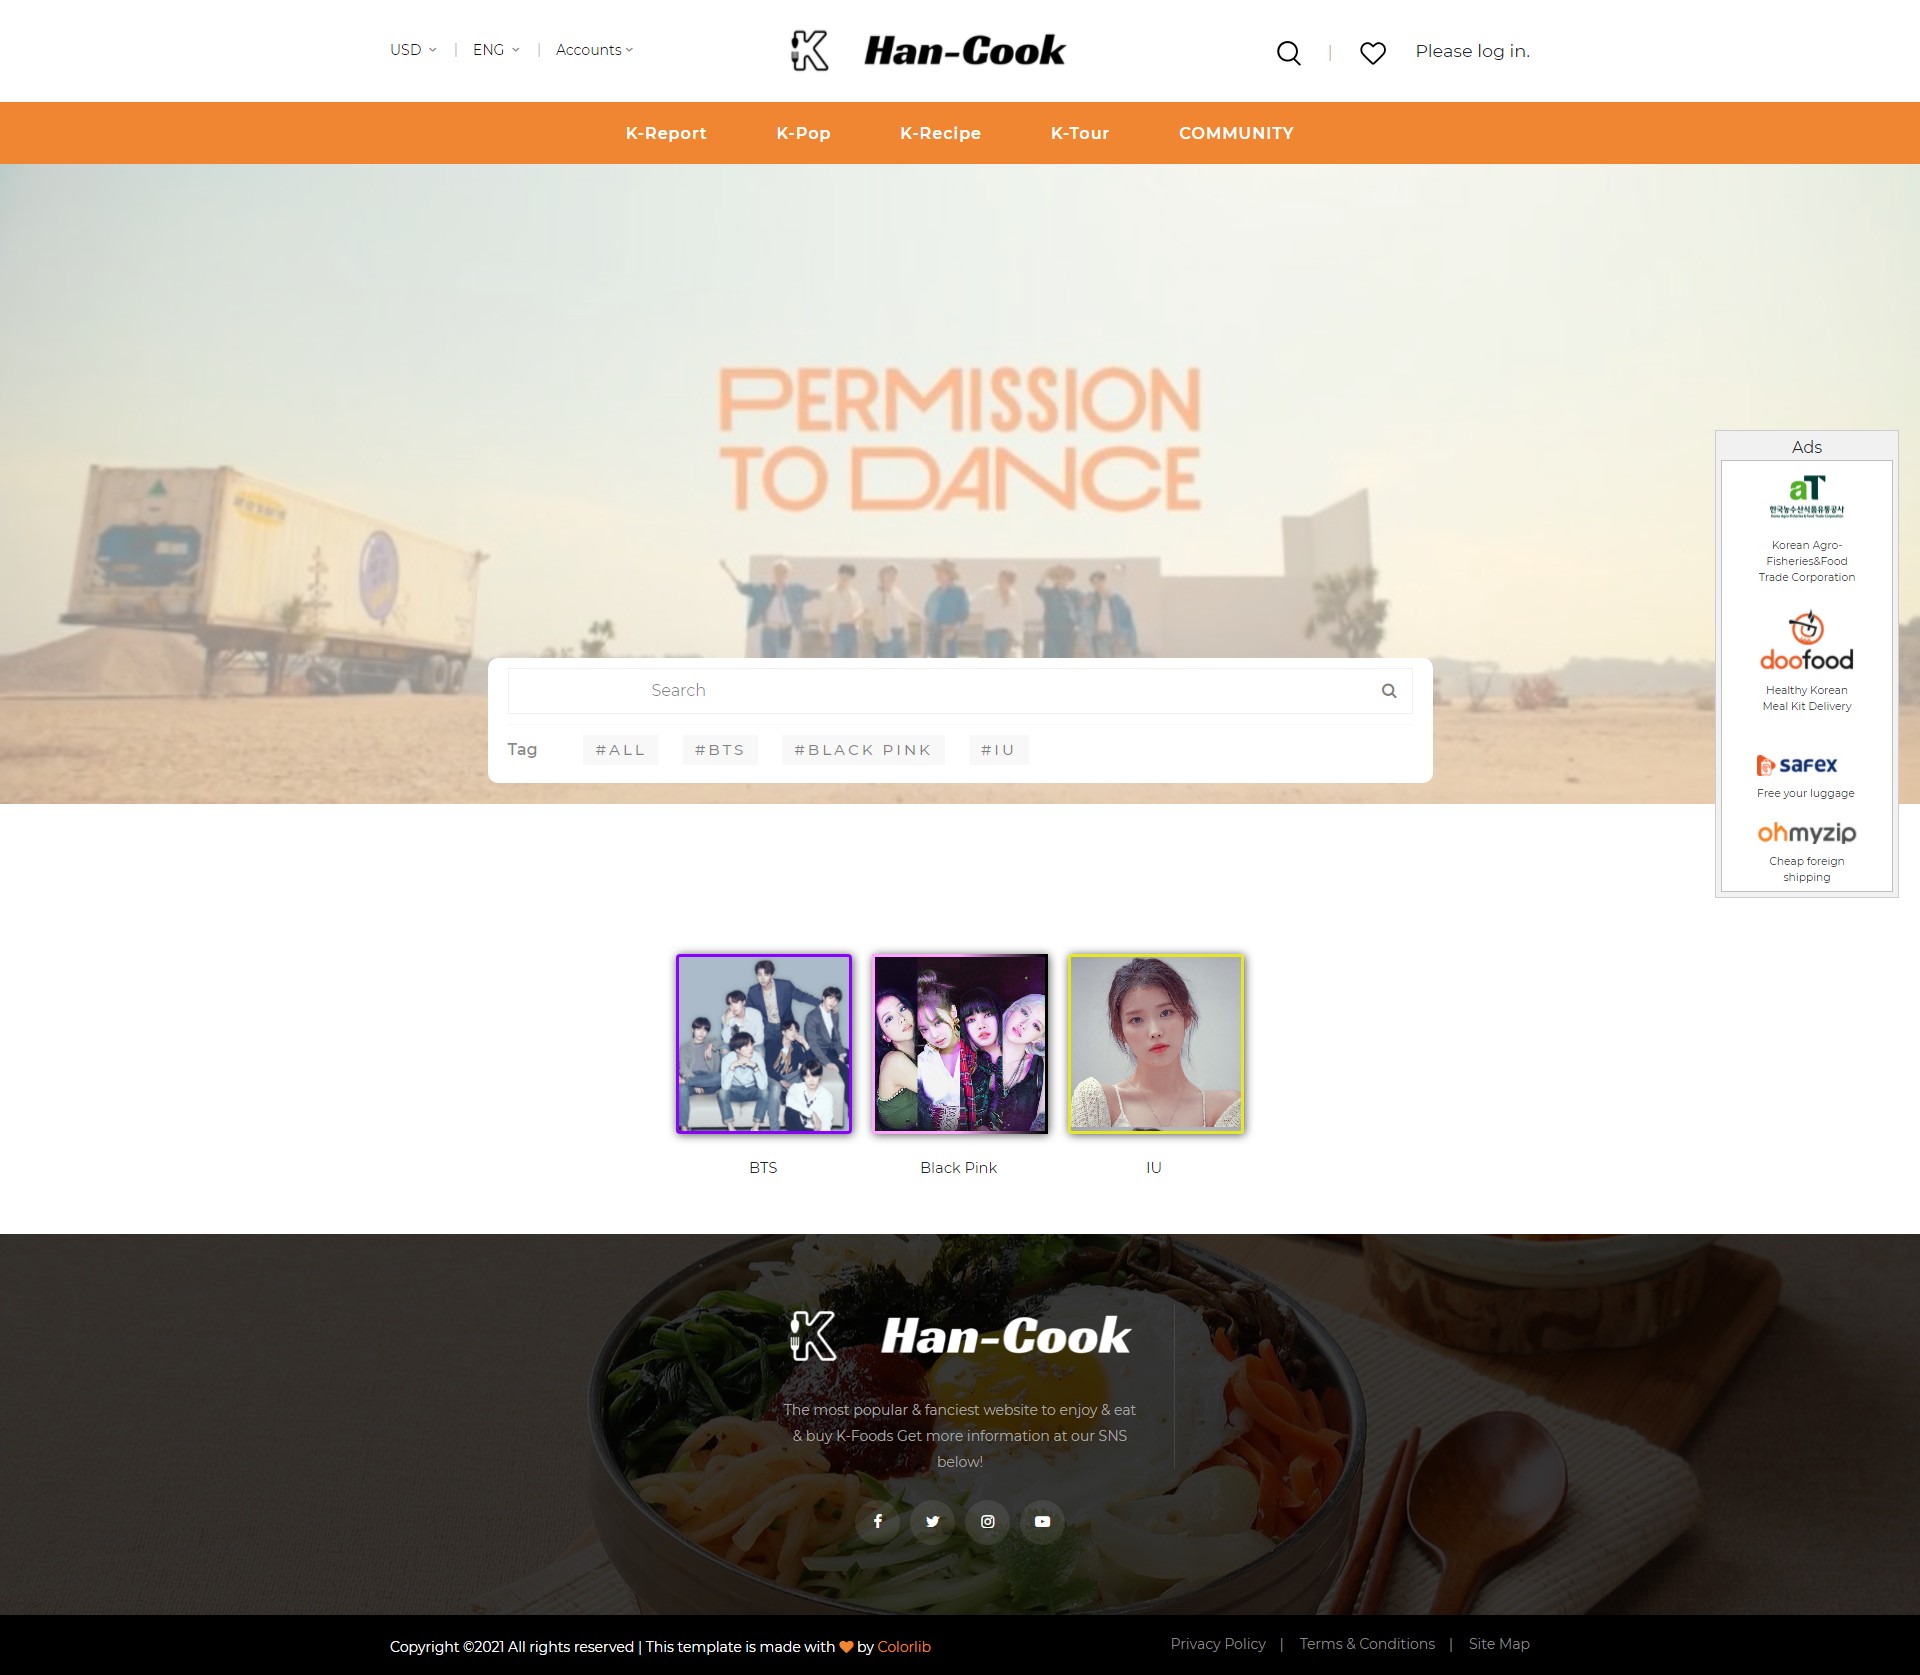 USD | ENG | Accounts
Han-Cook
| Please log in.
K-Report K-Pop K-Recipe K-Tour COMMUNITY
PERMISSION
TO DANCE
Search
Tag #ALL #BTS #BLACK PINK #IU
Ads
aT
한국농수산식품유통공사
Korean Agro-
Fisheries&Food
Trade Corporation
doofood
Healthy Korean
Meal Kit Delivery
safex
Free your luggage
ohmyzip
Cheap foreign
shipping
BTS Black Pink IU
Han-Cook
The most popular & fanciest website to enjoy & eat
& buy K-Foods Get more information at our SNS
below!
Copyright ©2021 All rights reserved | This template is made with by Colorlib
Privacy Policy | Terms & Conditions | Site Map